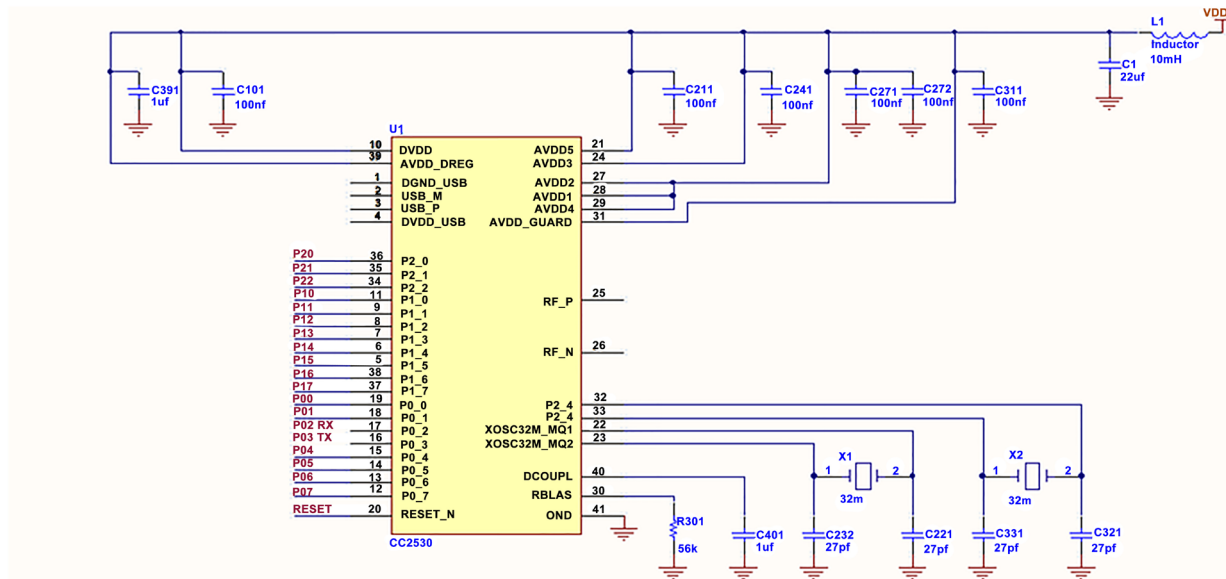 VDD
L1
Inductor
10mH
C391
1uf
C101
100nf
C211
100nf
C241
100nf
C271
100nf
C272
100nf
C311
100nf
C1
22uf
U1
10 DVDD
39 AVDD_DREG
1 DGND_USB
2 USB_M
3 USB_P
4 DVDD_USB
P20 36 P2_0
P21 35 P2_1
P22 34 P2_2
P10 11 P1_0
P11 9 P1_1
P12 8 P1_2
P13 7 P1_3
P14 6 P1_4
P15 5 P1_5
P16 38 P1_6
P17 37 P1_7
P00 19 P0_0
P01 18 P0_1
P02 RX 17 P0_2
P03 TX 16 P0_3
P04 15 P0_4
P05 14 P0_5
P06 13 P0_6
P07 12 P0_7
RESET 20 RESET_N
AVDD5 21
AVDD3 24
AVDD2 27
AVDD1 28
AVDD4 29
AVDD_GUARD 31
RF_P 25
RF_N 26
P2_4 32
P2_4 33
XOSC32M_MQ1 22
XOSC32M_MQ2 23
DCOUPL 40
RBLAS 30
OND 41
CC2530
R301
56k
C401
1uf
X1
1 2
32m
X2
1 2
32m
C232
27pf
C221
27pf
C331
27pf
C321
27pf